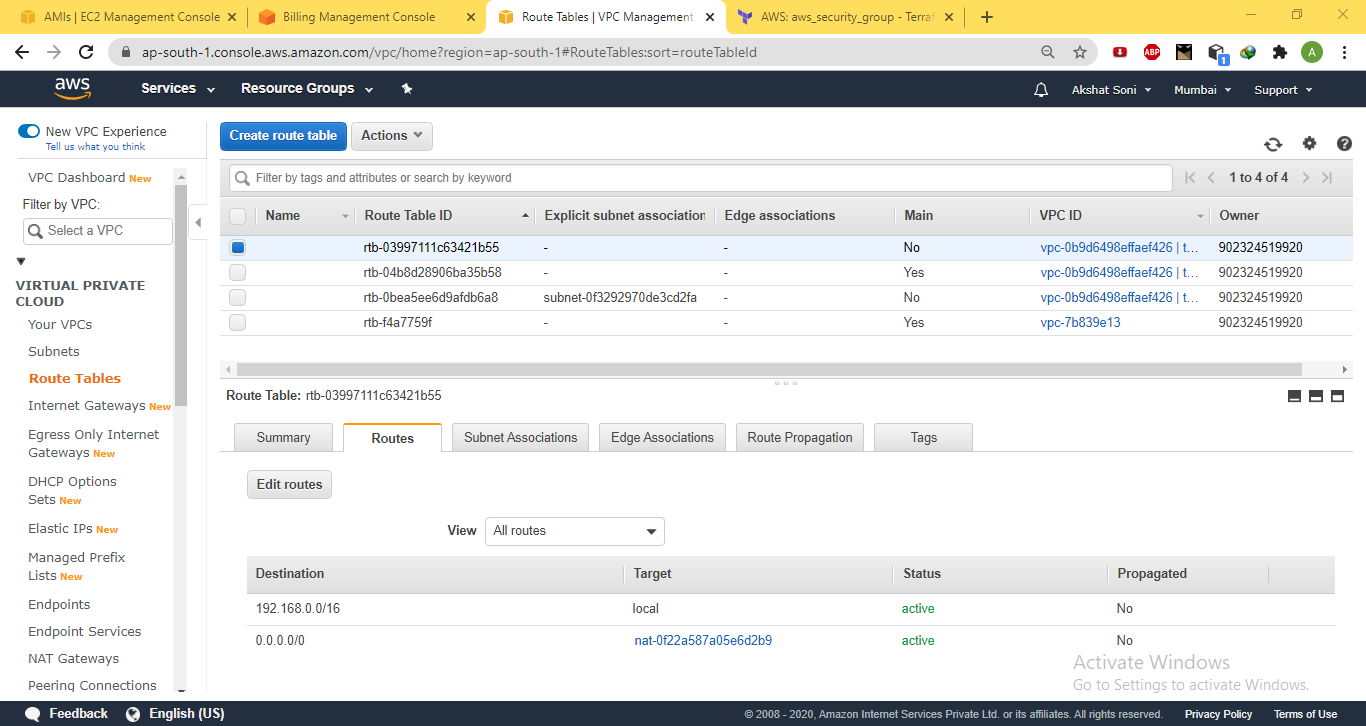 AMIs | EC2 Management Console
Billing Management Console
Route Tables | VPC Management
AWS: aws_security_group - Terraf
ap-south-1.console.aws.amazon.com/vpc/home?region=ap-south-1#RouteTables:sort=routeTableId
ABP
1
A
aws
Services
Resource Groups
Akshat Soni
Mumbai
Support
New VPC Experience
Tell us what you think
VPC Dashboard New
Filter by VPC:
Select a VPC
VIRTUAL PRIVATE
CLOUD
Your VPCs
Subnets
Route Tables
Internet Gateways New
Egress Only Internet
Gateways New
DHCP Options
Sets New
Elastic IPs New
Managed Prefix
Lists New
Endpoints
Endpoint Services
NAT Gateways
Peering Connections
Create route table
Actions
Filter by tags and attributes or search by keyword
1 to 4 of 4
Name Route Table ID Explicit subnet association Edge associations Main VPC ID Owner
rtb-03997111c63421b55 - - No vpc-0b9d6498effaef426 | t... 902324519920
rtb-04b8d28906ba35b58 - - Yes vpc-0b9d6498effaef426 | t... 902324519920
rtb-0bea5ee6d9afdb6a8 subnet-0f3292970de3cd2fa - No vpc-0b9d6498effaef426 | t... 902324519920
rtb-f4a7759f - - Yes vpc-7b839e13 902324519920
Route Table: rtb-03997111c63421b55
Summary
Routes
Subnet Associations
Edge Associations
Route Propagation
Tags
Edit routes
View All routes
Destination Target Status Propagated
192.168.0.0/16 local active No
0.0.0.0/0 nat-0f22a587a05e6d2b9 active No
Activate Windows
Go to Settings to activate Windows.
Feedback
English (US)
© 2008 - 2020, Amazon Internet Services Private Ltd. or its affiliates. All rights reserved.
Privacy Policy
Terms of Use